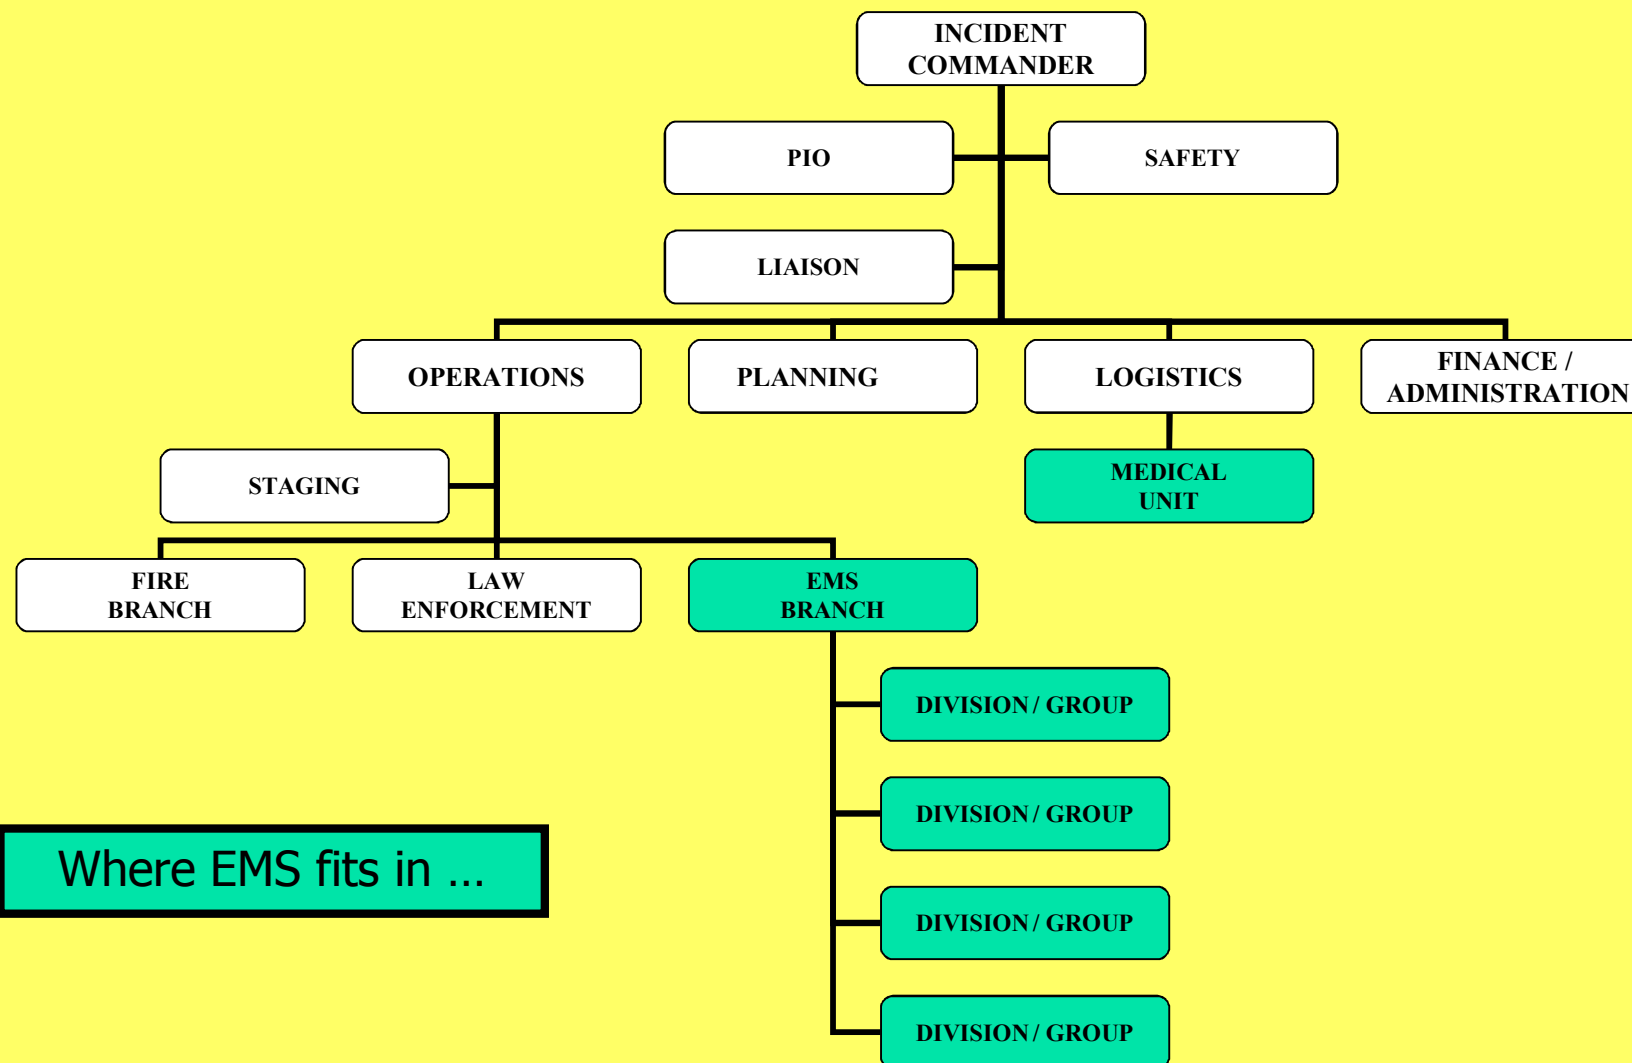 INCIDENT
COMMANDER
PIO
SAFETY
LIAISON
OPERATIONS
PLANNING
LOGISTICS
FINANCE /
ADMINISTRATION
STAGING
MEDICAL
UNIT
FIRE
BRANCH
LAW
ENFORCEMENT
EMS
BRANCH
DIVISION / GROUP
DIVISION / GROUP
Where EMS fits in ...
DIVISION / GROUP
DIVISION / GROUP